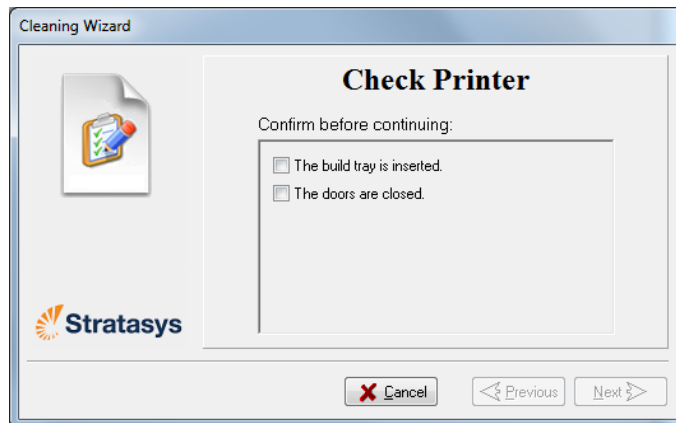 Cleaning Wizard
Check Printer
Confirm before continuing:
The build tray is inserted.
The doors are closed.
Stratasys
Cancel
Previous
Next